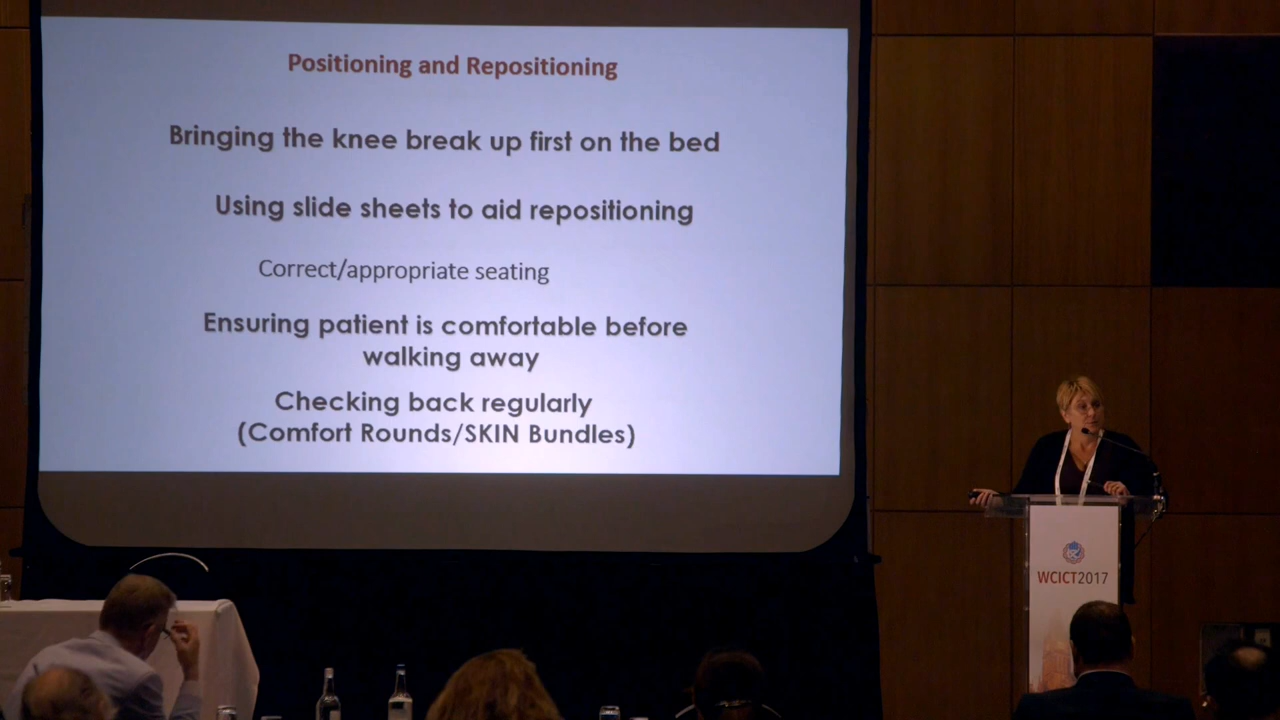 Positioning and Repositioning
Bringing the knee break up first on the bed
Using slide sheets to aid repositioning
Correct/appropriate seating
Ensuring patient is comfortable before
walking away
Checking back regularly
(Comfort Rounds/SKIN Bundles)
WCICT2017